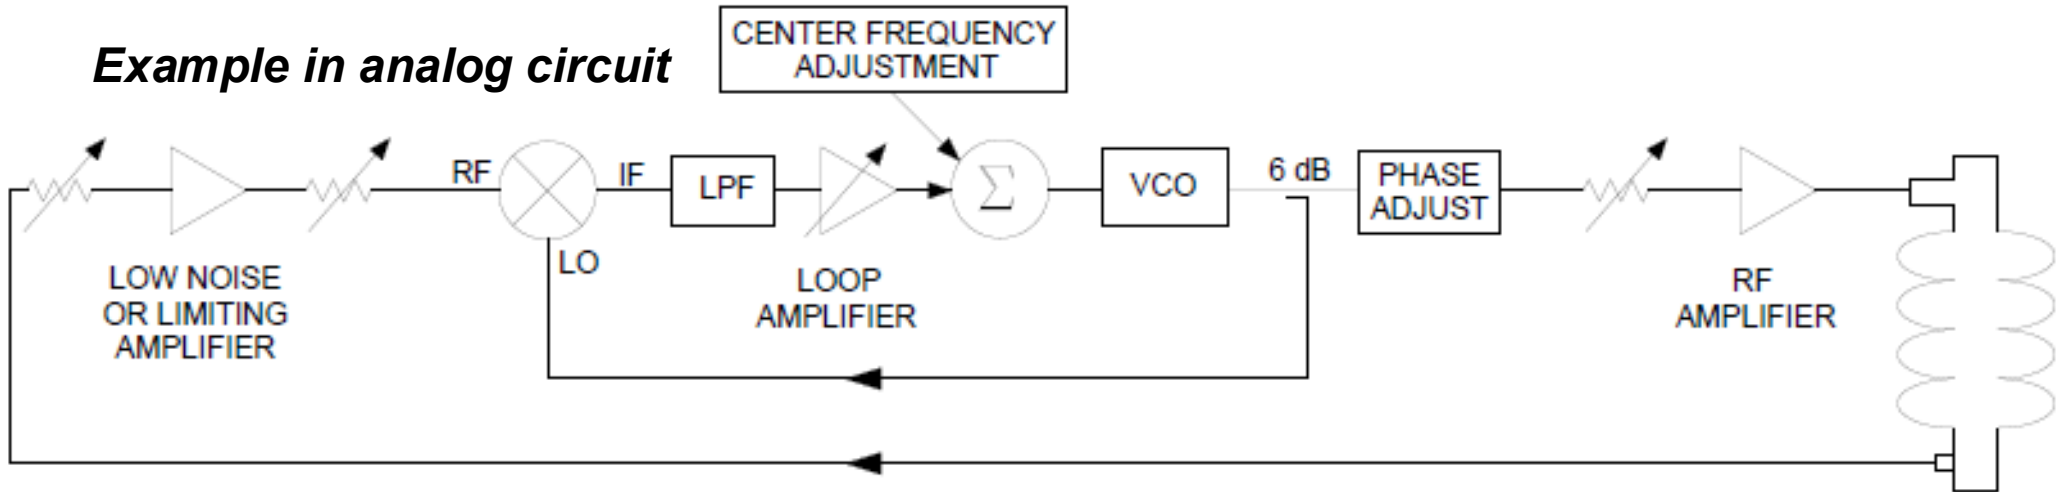 Example in analog circuit
CENTER FREQUENCY
ADJUSTMENT
RF
IF
LPF
Σ
VCO
6 dB
PHASE
ADJUST
LO
LOW NOISE
OR LIMITING
AMPLIFIER
LOOP
AMPLIFIER
RF
AMPLIFIER